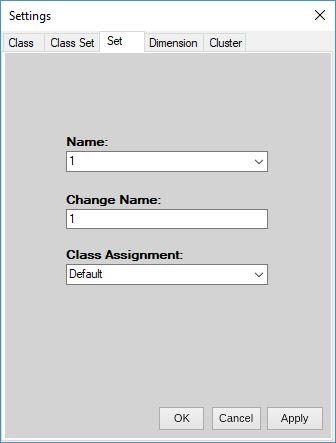 Settings
Class Class Set Set Dimension Cluster
Name:
1
Change Name:
1
Class Assignment:
Default
OK Cancel Apply